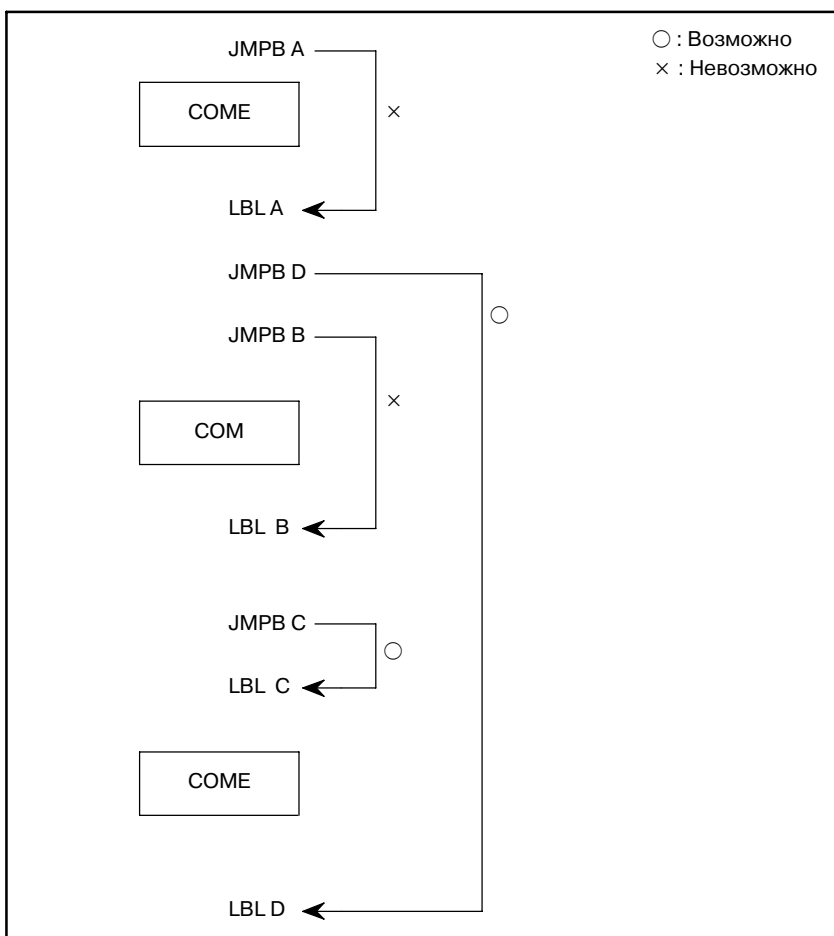 JMPB A
○ : Возможно
× : Невозможно
COME
×
LBL A
JMPB D
○
JMPB B
×
COM
LBL B
JMPB C
○
LBL C
COME
LBL D